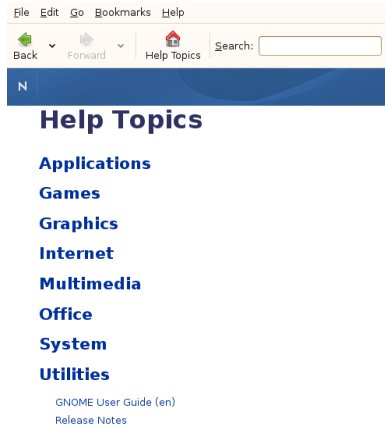 File Edit Go Bookmarks Help
Back Forward Help Topics Search:
N
Help Topics
Applications
Games
Graphics
Internet
Multimedia
Office
System
Utilities
GNOME User Guide (en)
Release Notes